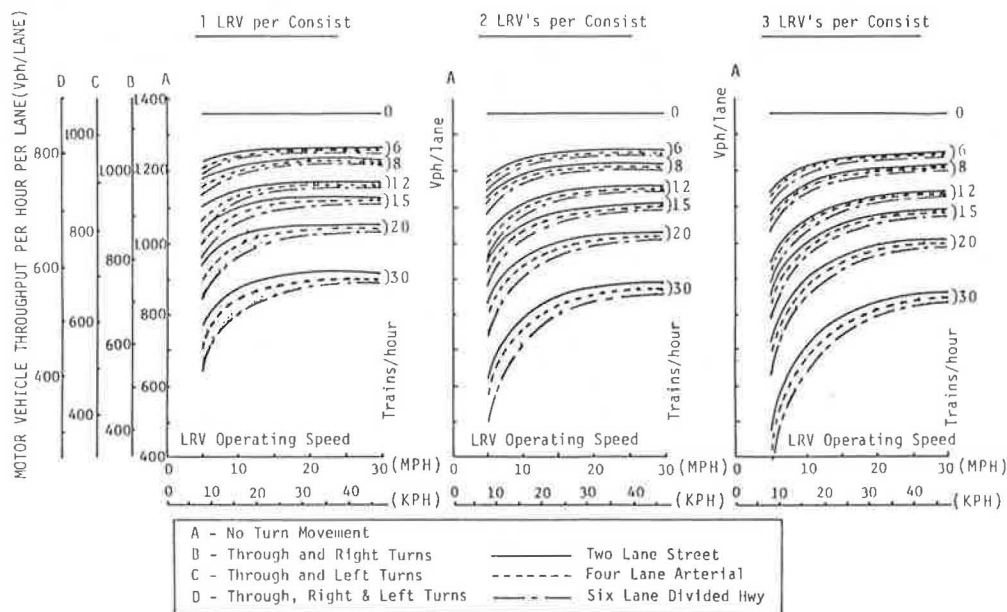 1 LRV per Consist
2 LRV's per Consist
3 LRV's per Consist
MOTOR VEHICLE THROUGHPUT PER HOUR PER LANE(Vph/LANE)
D C B A
A
A
800
600
400
1000
800
600
400
1000
800
600
400
1400
1200
1000
800
600
400
0
)6
)8
)12
)15
)20
)30
Trains/hour
LRV Operating Speed
0 10 20 30 (MPH)
0 10 20 30 40 (KPH)
Vph/lane
0
)6
)8
)12
)15
)20
)30
Trains/hour
LRV Operating Speed
0 10 20 30 (MPH)
0 10 20 30 40 (KPH)
Vph/lane
0
)6
)8
)12
)15
)20
)30
Trains/hour
LRV Operating Speed
0 10 20 30 (MPH)
0 10 20 30 40 (KPH)
A - No Turn Movement
B - Through and Right Turns
C - Through and Left Turns
D - Through, Right & Left Turns
Two Lane Street
Four Lane Arterial
Six Lane Divided Hwy